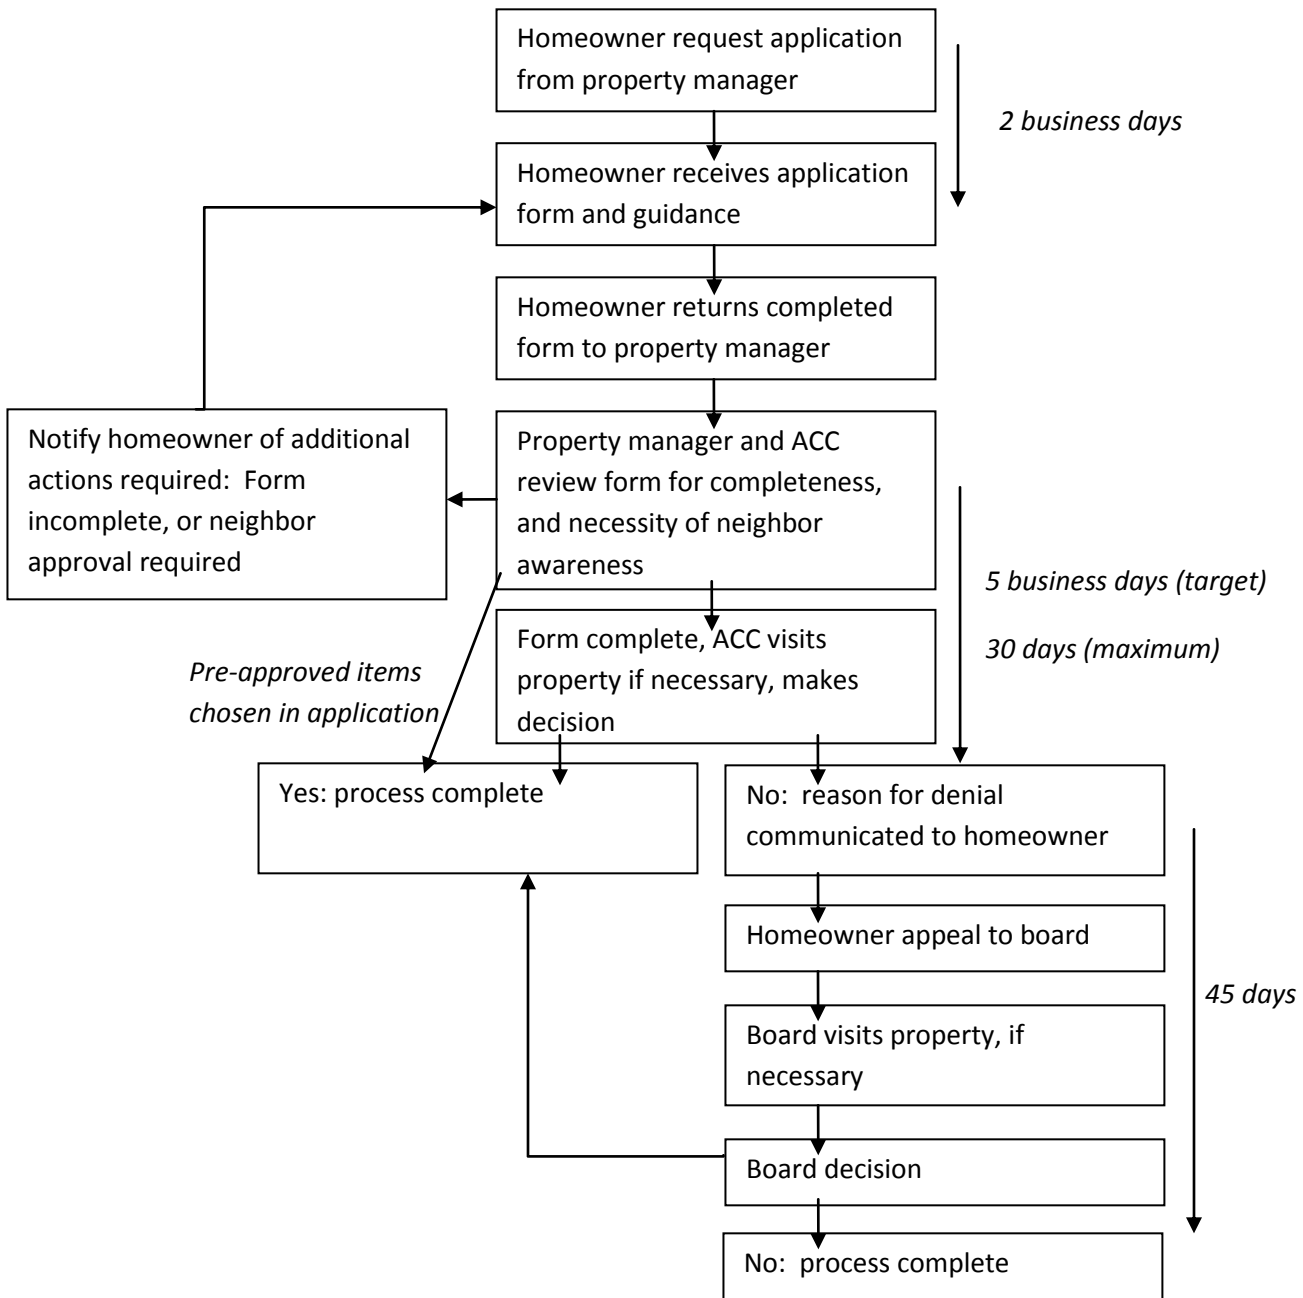 Homeowner request application
from property manager
2 business days
Homeowner receives application
form and guidance
Homeowner returns completed
form to property manager
Notify homeowner of additional
actions required:  Form
incomplete, or neighbor
approval required
Property manager and ACC
review form for completeness,
and necessity of neighbor
awareness
5 business days (target)
30 days (maximum)
Pre-approved items
chosen in application
Form complete, ACC visits
property if necessary, makes
decision
Yes: process complete
No:  reason for denial
communicated to homeowner
Homeowner appeal to board
45 days
Board visits property, if
necessary
Board decision
No:  process complete